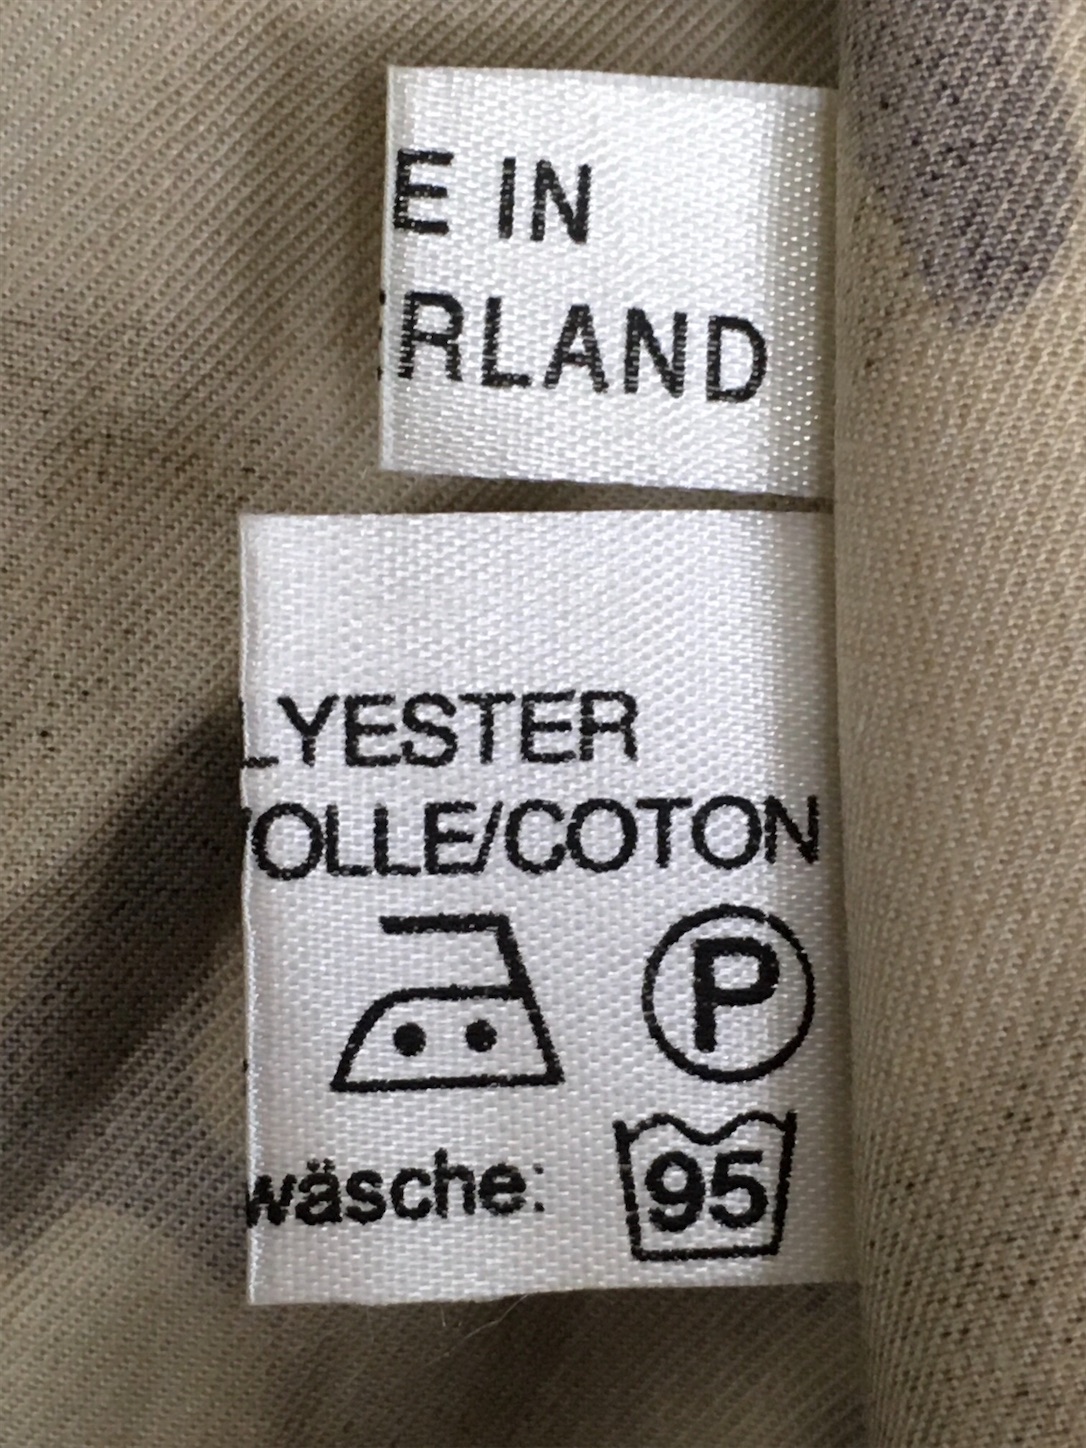 E IN
RLAND
LYESTER
OLLE/COTON
P
wäsche: 95